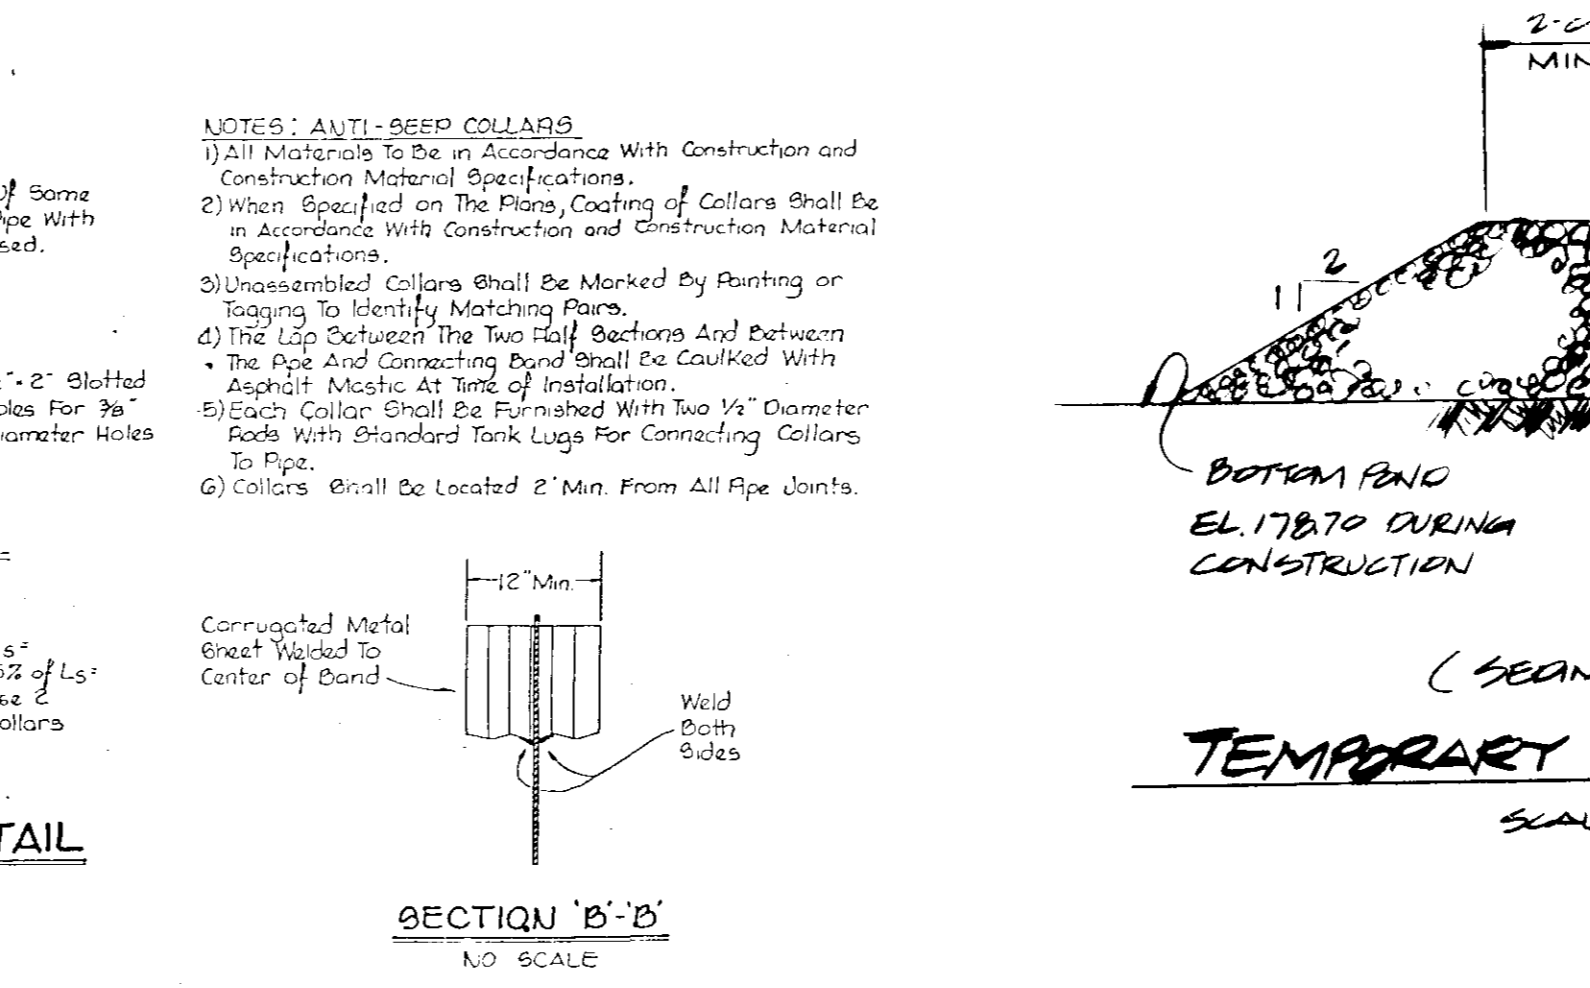 Of Same
Pipe With
sed.
2" Slotted
oles For 3/8"
iameter Holes
=
s=
5% of Ls=
se 2
ollars
TAIL
NOTES: ANTI-SEEP COLLARS
1) All Materials To Be in Accordance With Construction and
Construction Material Specifications.
2) When Specified on The Plans, Coating of Collars Shall Be
in Accordance With Construction and Construction Material
Specifications.
3) Unassembled Collars Shall Be Marked By Painting or
Tagging To Identify Matching Pairs.
4) The Lap Between The Two Half Sections And Between
The Pipe And Connecting Band Shall Be Caulked With
Asphalt Mastic At Time of Installation.
5) Each Collar Shall Be Furnished With Two 1/2" Diameter
Rods With Standard Tank Lugs For Connecting Collars
To Pipe.
6) Collars Shall Be Located 2' Min. From All Pipe Joints.
12" Min.
Corrugated Metal
Sheet Welded To
Center of Band
Weld
Both
Sides
SECTION 'B'-'B'
NO SCALE
MIN
2
1
BOTTOM POND
EL. 178.70 DURING
CONSTRUCTION
(SEDIM
TEMPORARY
SCAL